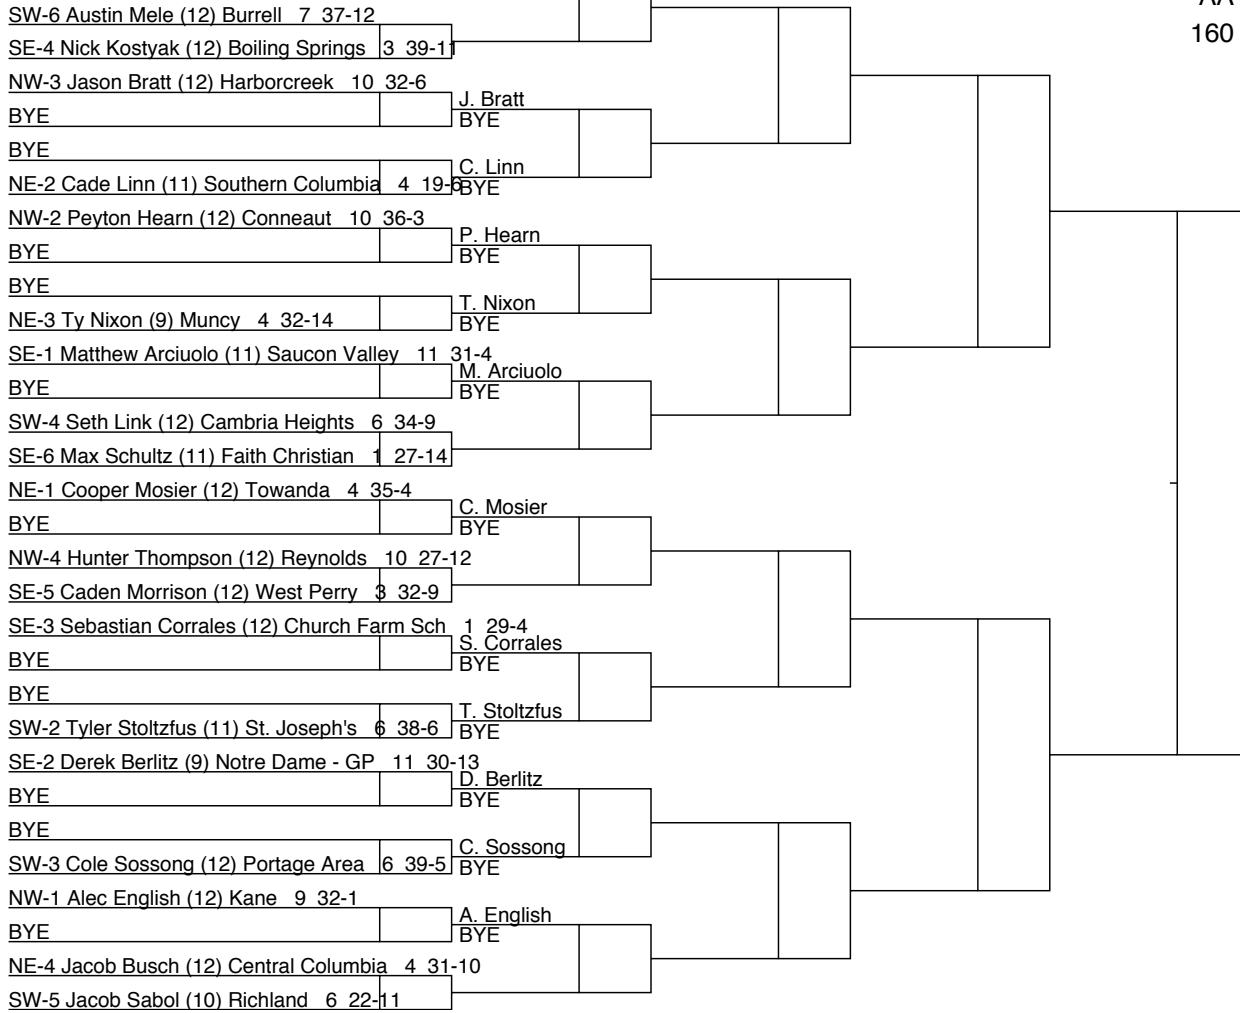 AA
160
SW-6 Austin Mele (12) Burrell 7 37-12
SE-4 Nick Kostyak (12) Boiling Springs 3 39-11
NW-3 Jason Bratt (12) Harborcreek 10 32-6
J. Bratt
BYE
BYE
BYE
C. Linn
NE-2 Cade Linn (11) Southern Columbia 4 19-6
BYE
NW-2 Peyton Hearn (12) Conneaut 10 36-3
P. Hearn
BYE
BYE
BYE
T. Nixon
NE-3 Ty Nixon (9) Muncy 4 32-14
BYE
SE-1 Matthew Arciuolo (11) Saucon Valley 11 31-4
M. Arciuolo
BYE
BYE
SW-4 Seth Link (12) Cambria Heights 6 34-9
SE-6 Max Schultz (11) Faith Christian 1 27-14
NE-1 Cooper Mosier (12) Towanda 4 35-4
C. Mosier
BYE
BYE
NW-4 Hunter Thompson (12) Reynolds 10 27-12
SE-5 Caden Morrison (12) West Perry 3 32-9
SE-3 Sebastian Corrales (12) Church Farm Sch 1 29-4
S. Corrales
BYE
BYE
BYE
T. Stoltzfus
SW-2 Tyler Stoltzfus (11) St. Joseph's 6 38-6
BYE
SE-2 Derek Berlitz (9) Notre Dame - GP 11 30-13
D. Berlitz
BYE
BYE
BYE
C. Sossong
SW-3 Cole Sossong (12) Portage Area 6 39-5
BYE
NW-1 Alec English (12) Kane 9 32-1
A. English
BYE
BYE
NE-4 Jacob Busch (12) Central Columbia 4 31-10
SW-5 Jacob Sabol (10) Richland 6 22-11